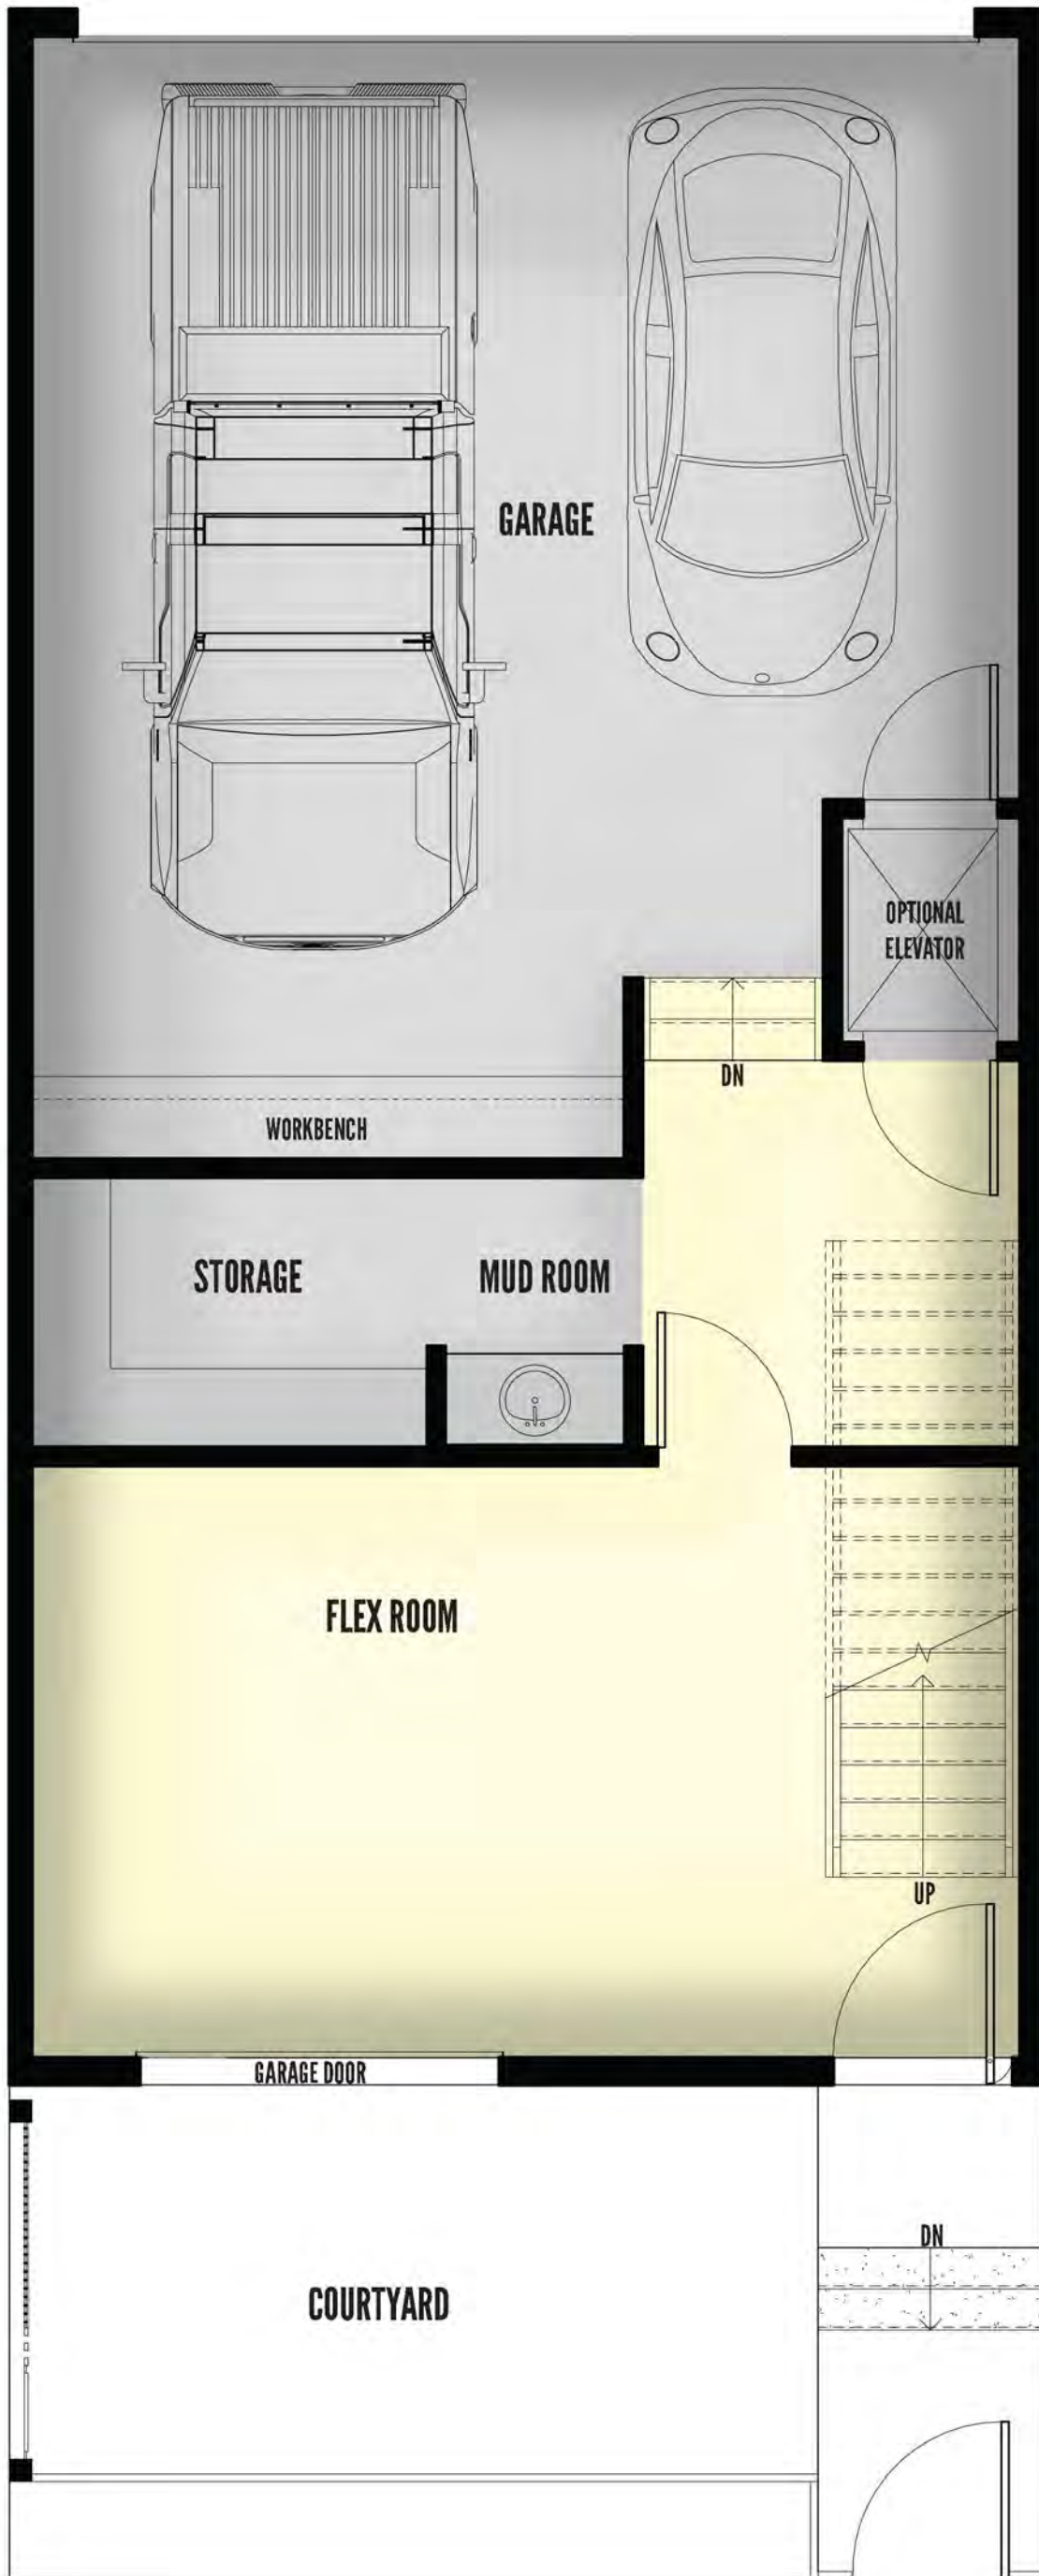 GARAGE
OPTIONAL
ELEVATOR
DN
WORKBENCH
STORAGE
MUD ROOM
FLEX ROOM
UP
GARAGE DOOR
DN
COURTYARD